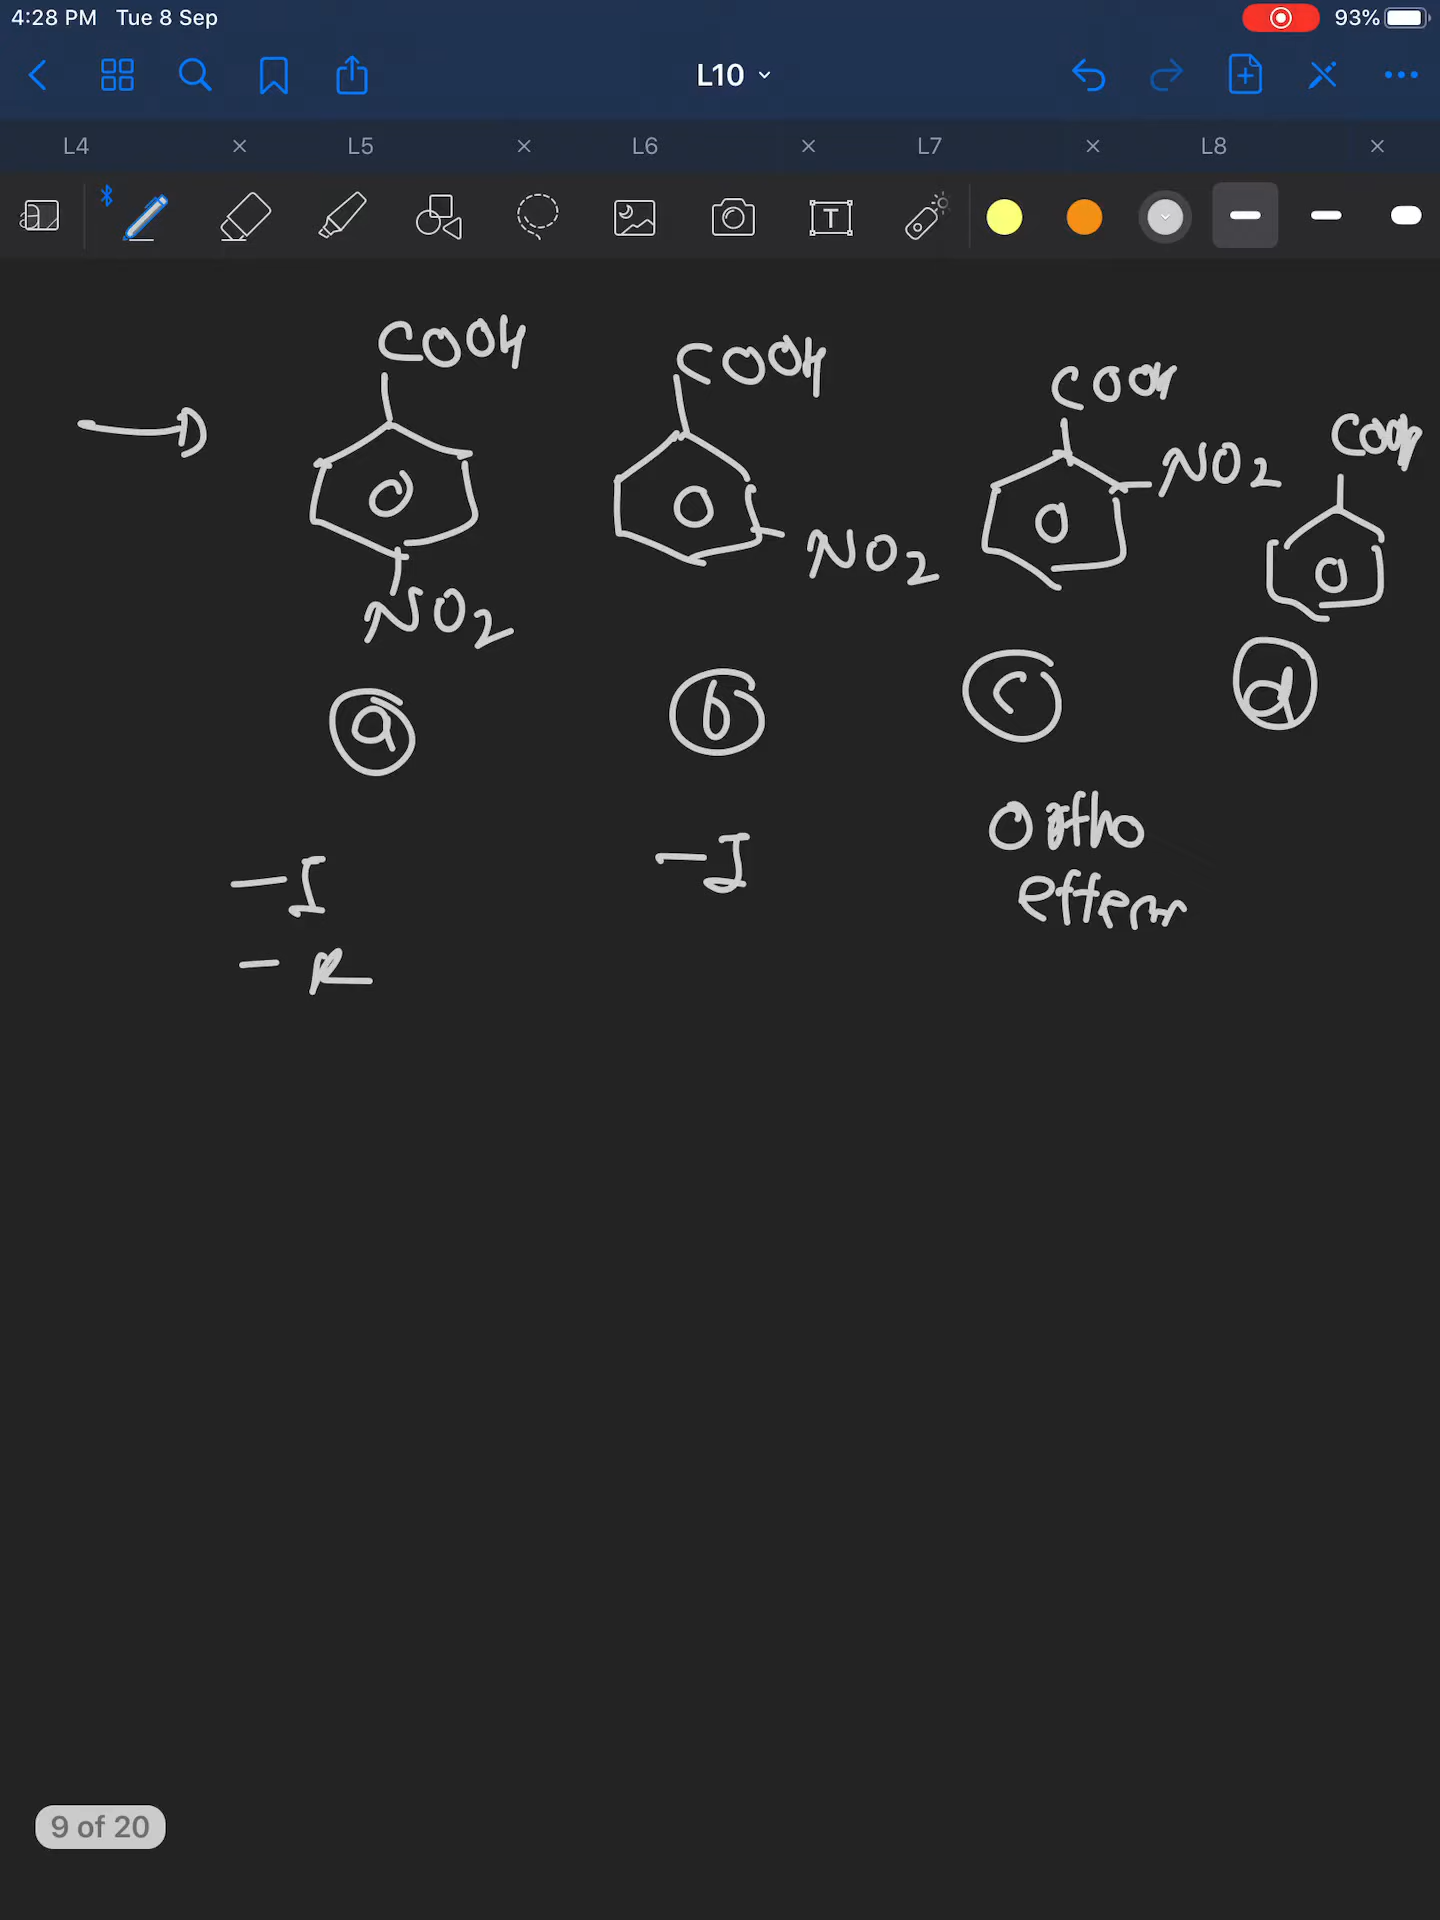 4:28 PM Tue 8 Sep
93%
L10
L4 L5 L6 L7 L8
T
COOH COOH COOH COOH
NO2 NO2 NO2
a b c d
-I -I Ortho
-R effect
9 of 20